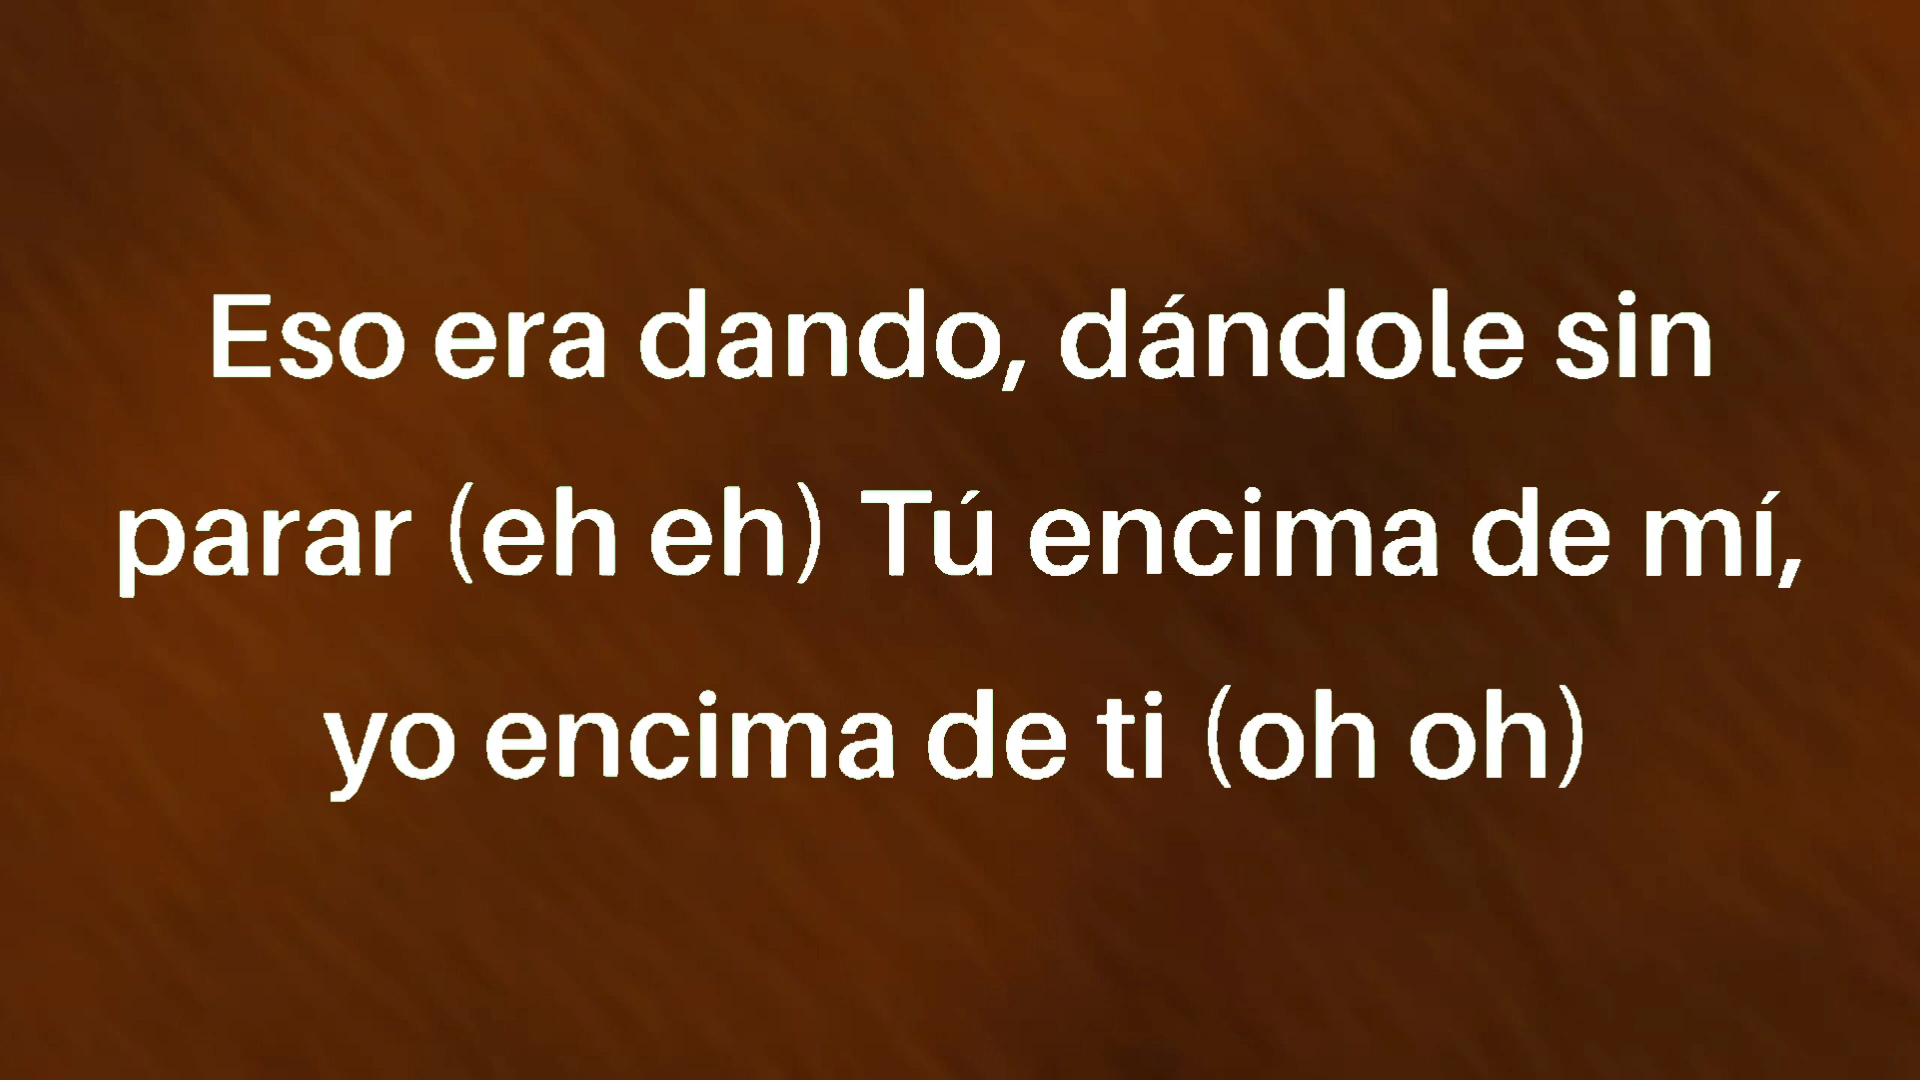 Eso era dando, dándole sin
parar (eh eh) Tú encima de mí,
yo encima de ti (oh oh)